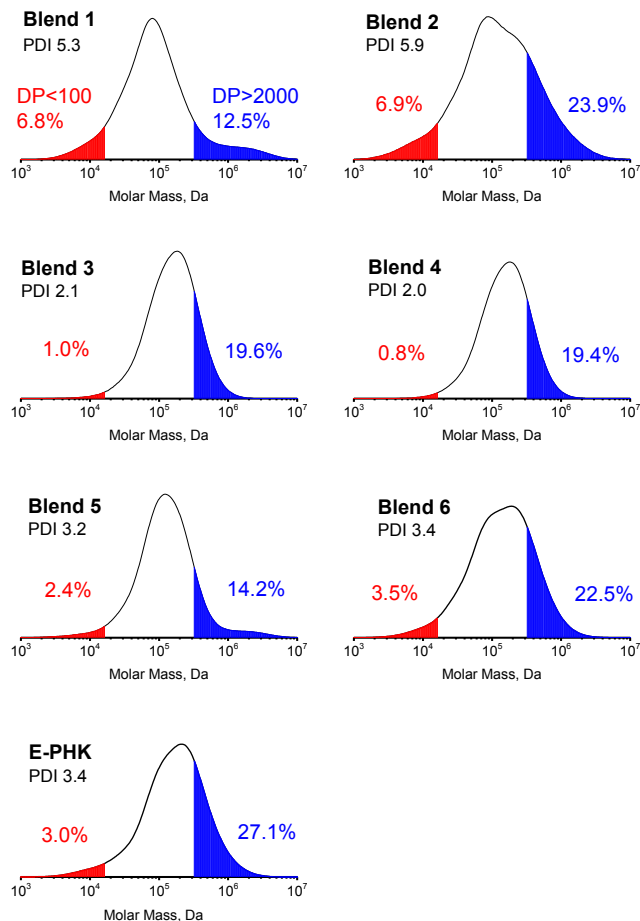 Blend 1
PDI 5.3
DP<100
6.8%
DP>2000
12.5%
10³ 10⁴ 10⁵ 10⁶ 10⁷
Molar Mass, Da
Blend 2
PDI 5.9
6.9%
23.9%
10³ 10⁴ 10⁵ 10⁶ 10⁷
Molar Mass, Da
Blend 3
PDI 2.1
1.0%
19.6%
10³ 10⁴ 10⁵ 10⁶ 10⁷
Molar Mass, Da
Blend 4
PDI 2.0
0.8%
19.4%
10³ 10⁴ 10⁵ 10⁶ 10⁷
Molar Mass, Da
Blend 5
PDI 3.2
2.4%
14.2%
10³ 10⁴ 10⁵ 10⁶ 10⁷
Molar Mass, Da
Blend 6
PDI 3.4
3.5%
22.5%
10³ 10⁴ 10⁵ 10⁶ 10⁷
Molar Mass, Da
E-PHK
PDI 3.4
3.0%
27.1%
10³ 10⁴ 10⁵ 10⁶ 10⁷
Molar Mass, Da